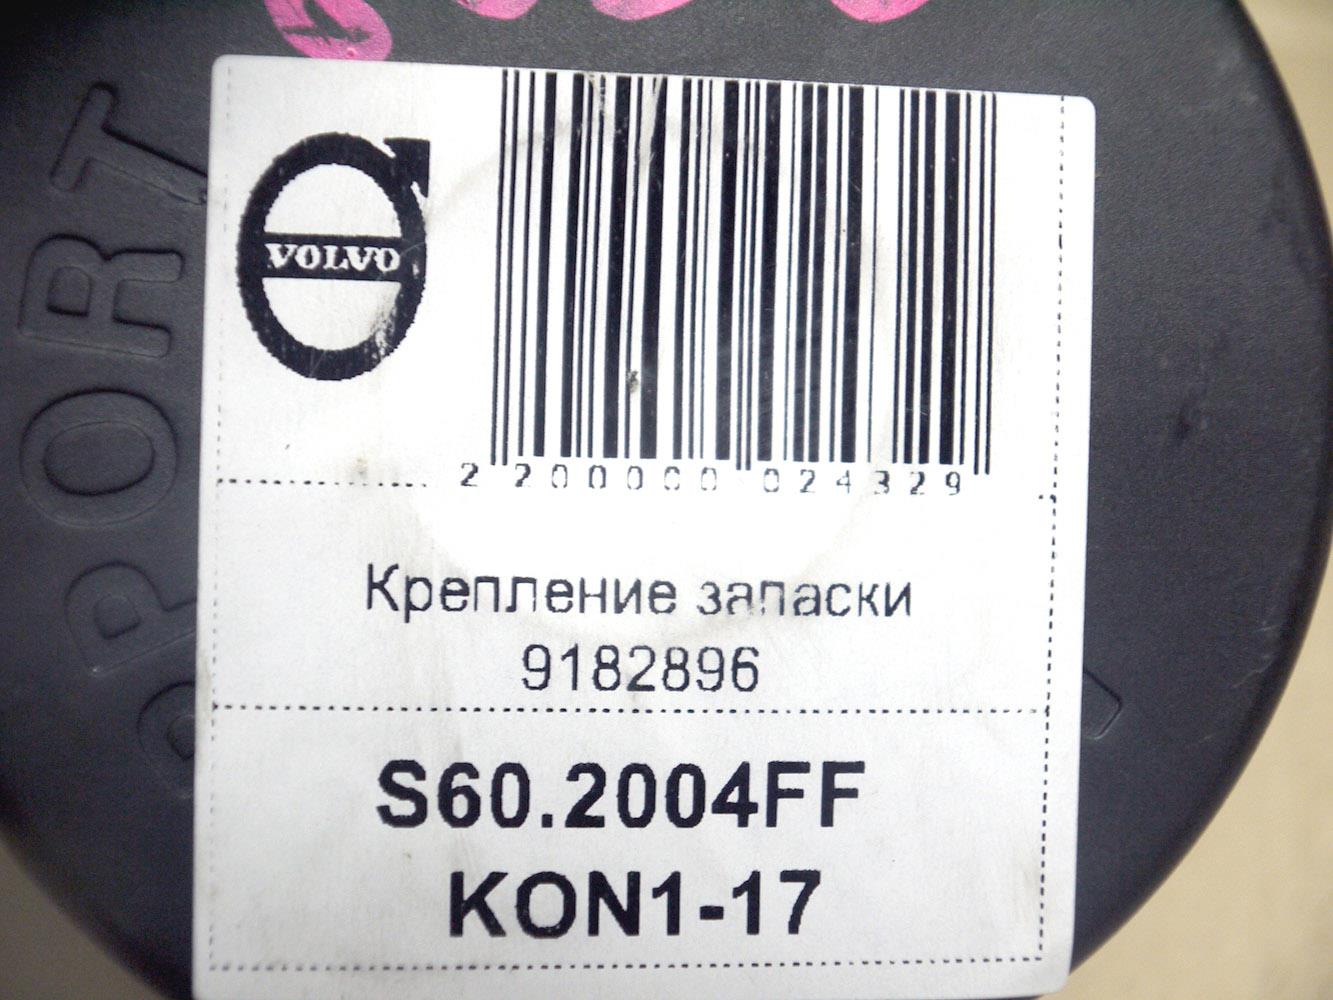 VOLVO
2 200000 024329
Крепление запаски
9182896
S60.2004FF
KON1-17
PORT